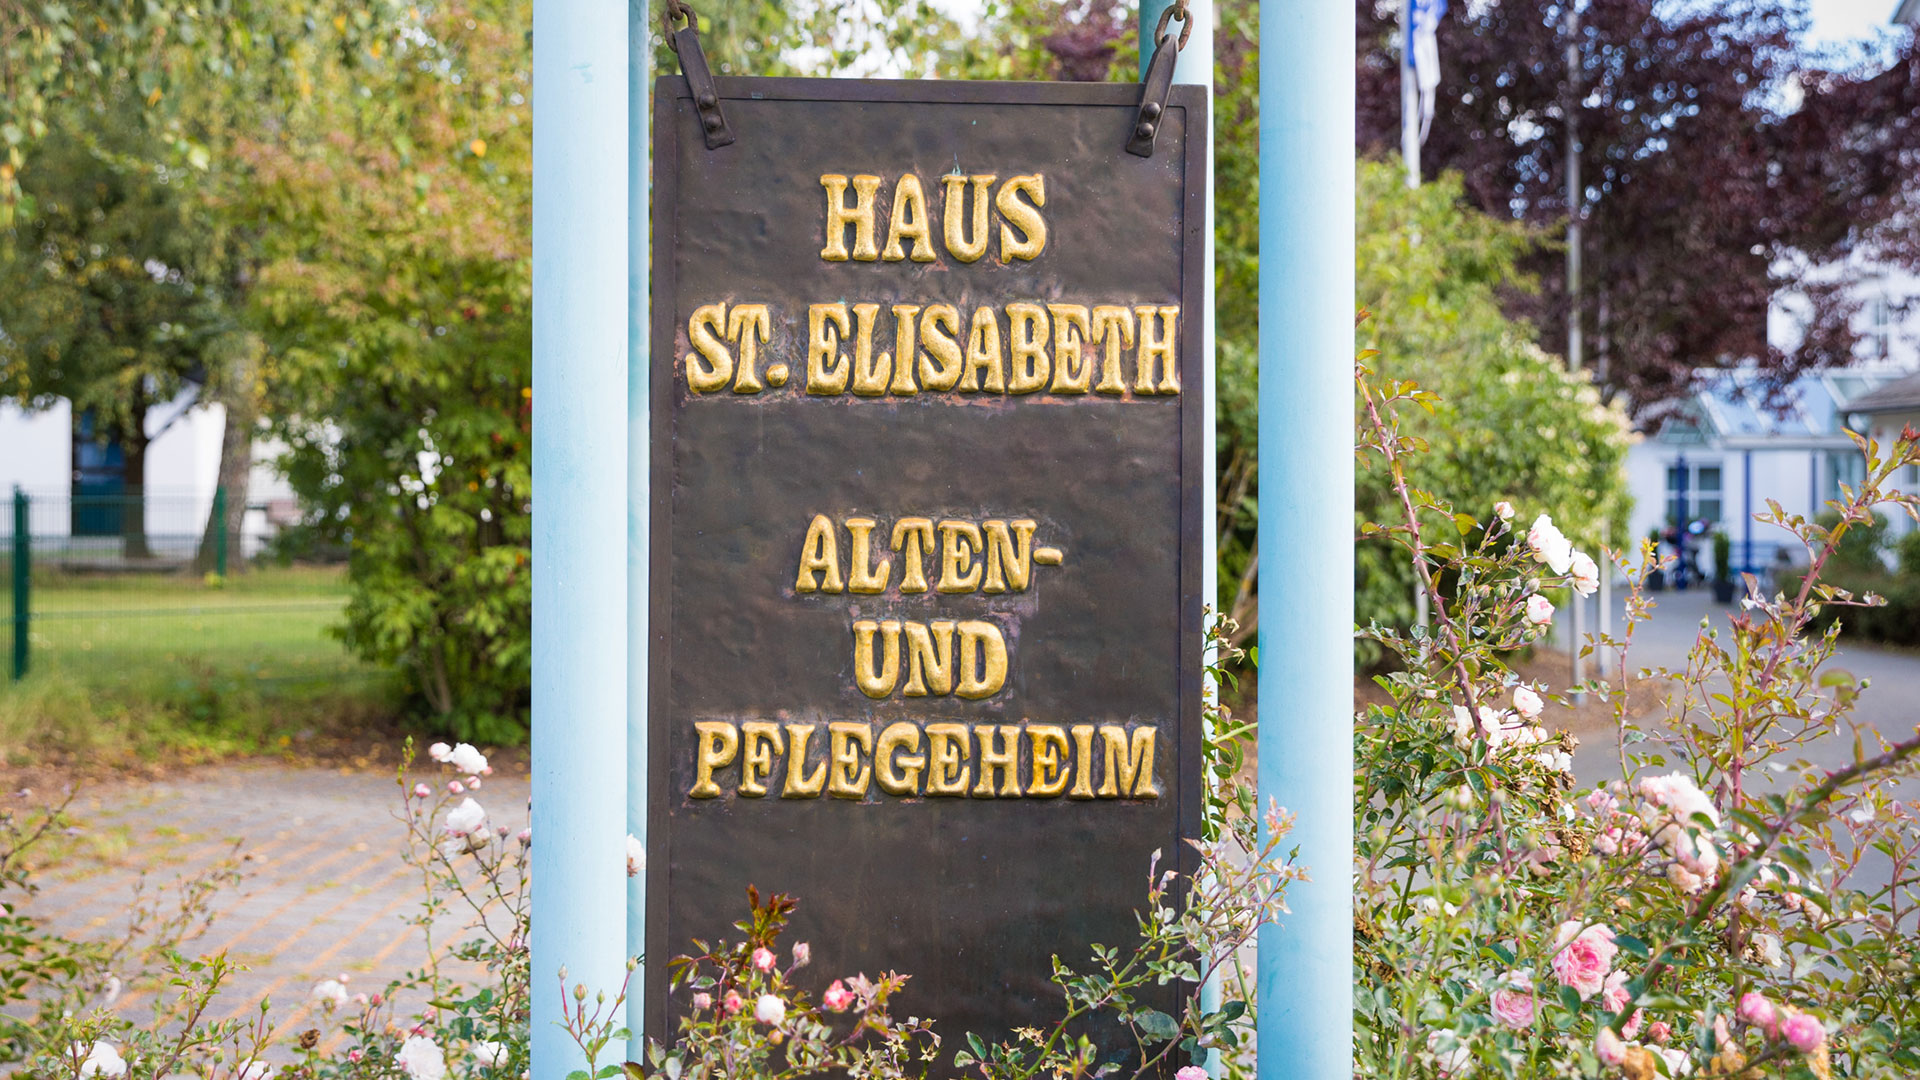 HAUS
ST. ELISABETH
ALTEN-
UND
PFLEGEHEIM